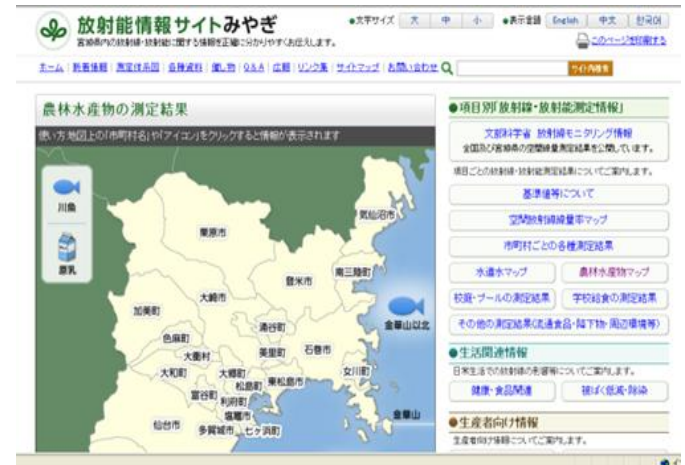 放射能情報サイトみやぎ
宮城県内の放射線・放射能に関する情報を正確に分かりやすくお伝えします。
●文字サイズ 大 中 小 ●表示言語 English 中文 한국어
このページを印刷する
ホーム 新着情報 測定体系図 各種資料 催し物 Q&A 広報 リンク集 サイトマップ お問い合わせ
サイト内検索
農林水産物の測定結果
使い方:地図上の「市町村名」や「アイコン」をクリックすると情報が表示されます
川魚
原乳
気仙沼市
栗原市
南三陸町
登米市
大崎市
加美町
金華山以北
涌谷町
色麻町
美里町
石巻市
大衡村
女川町
大和町
大郷町
松島町
東松島市
富谷町
利府町
塩竈市
金華山
仙台市
多賀城市
七ヶ浜町
●項目別「放射線・放射能測定情報」
文部科学省 放射線モニタリング情報
全国及び宮城県の空間線量測定結果を公開しています。
項目ごとの放射線・放射能測定結果についてご案内します。
基準値等について
空間放射線線量率マップ
市町村ごとの各種測定結果
水道水マップ
農林水産物マップ
校庭・プールの測定結果
学校給食の測定結果
その他の測定結果(流通食品・降下物・周辺環境等)
●生活関連情報
日常生活での放射線の影響等についてご案内します。
健康・食品関連
被ばく低減・除染
●生産者向け情報
生産者向け情報についてご案内します。